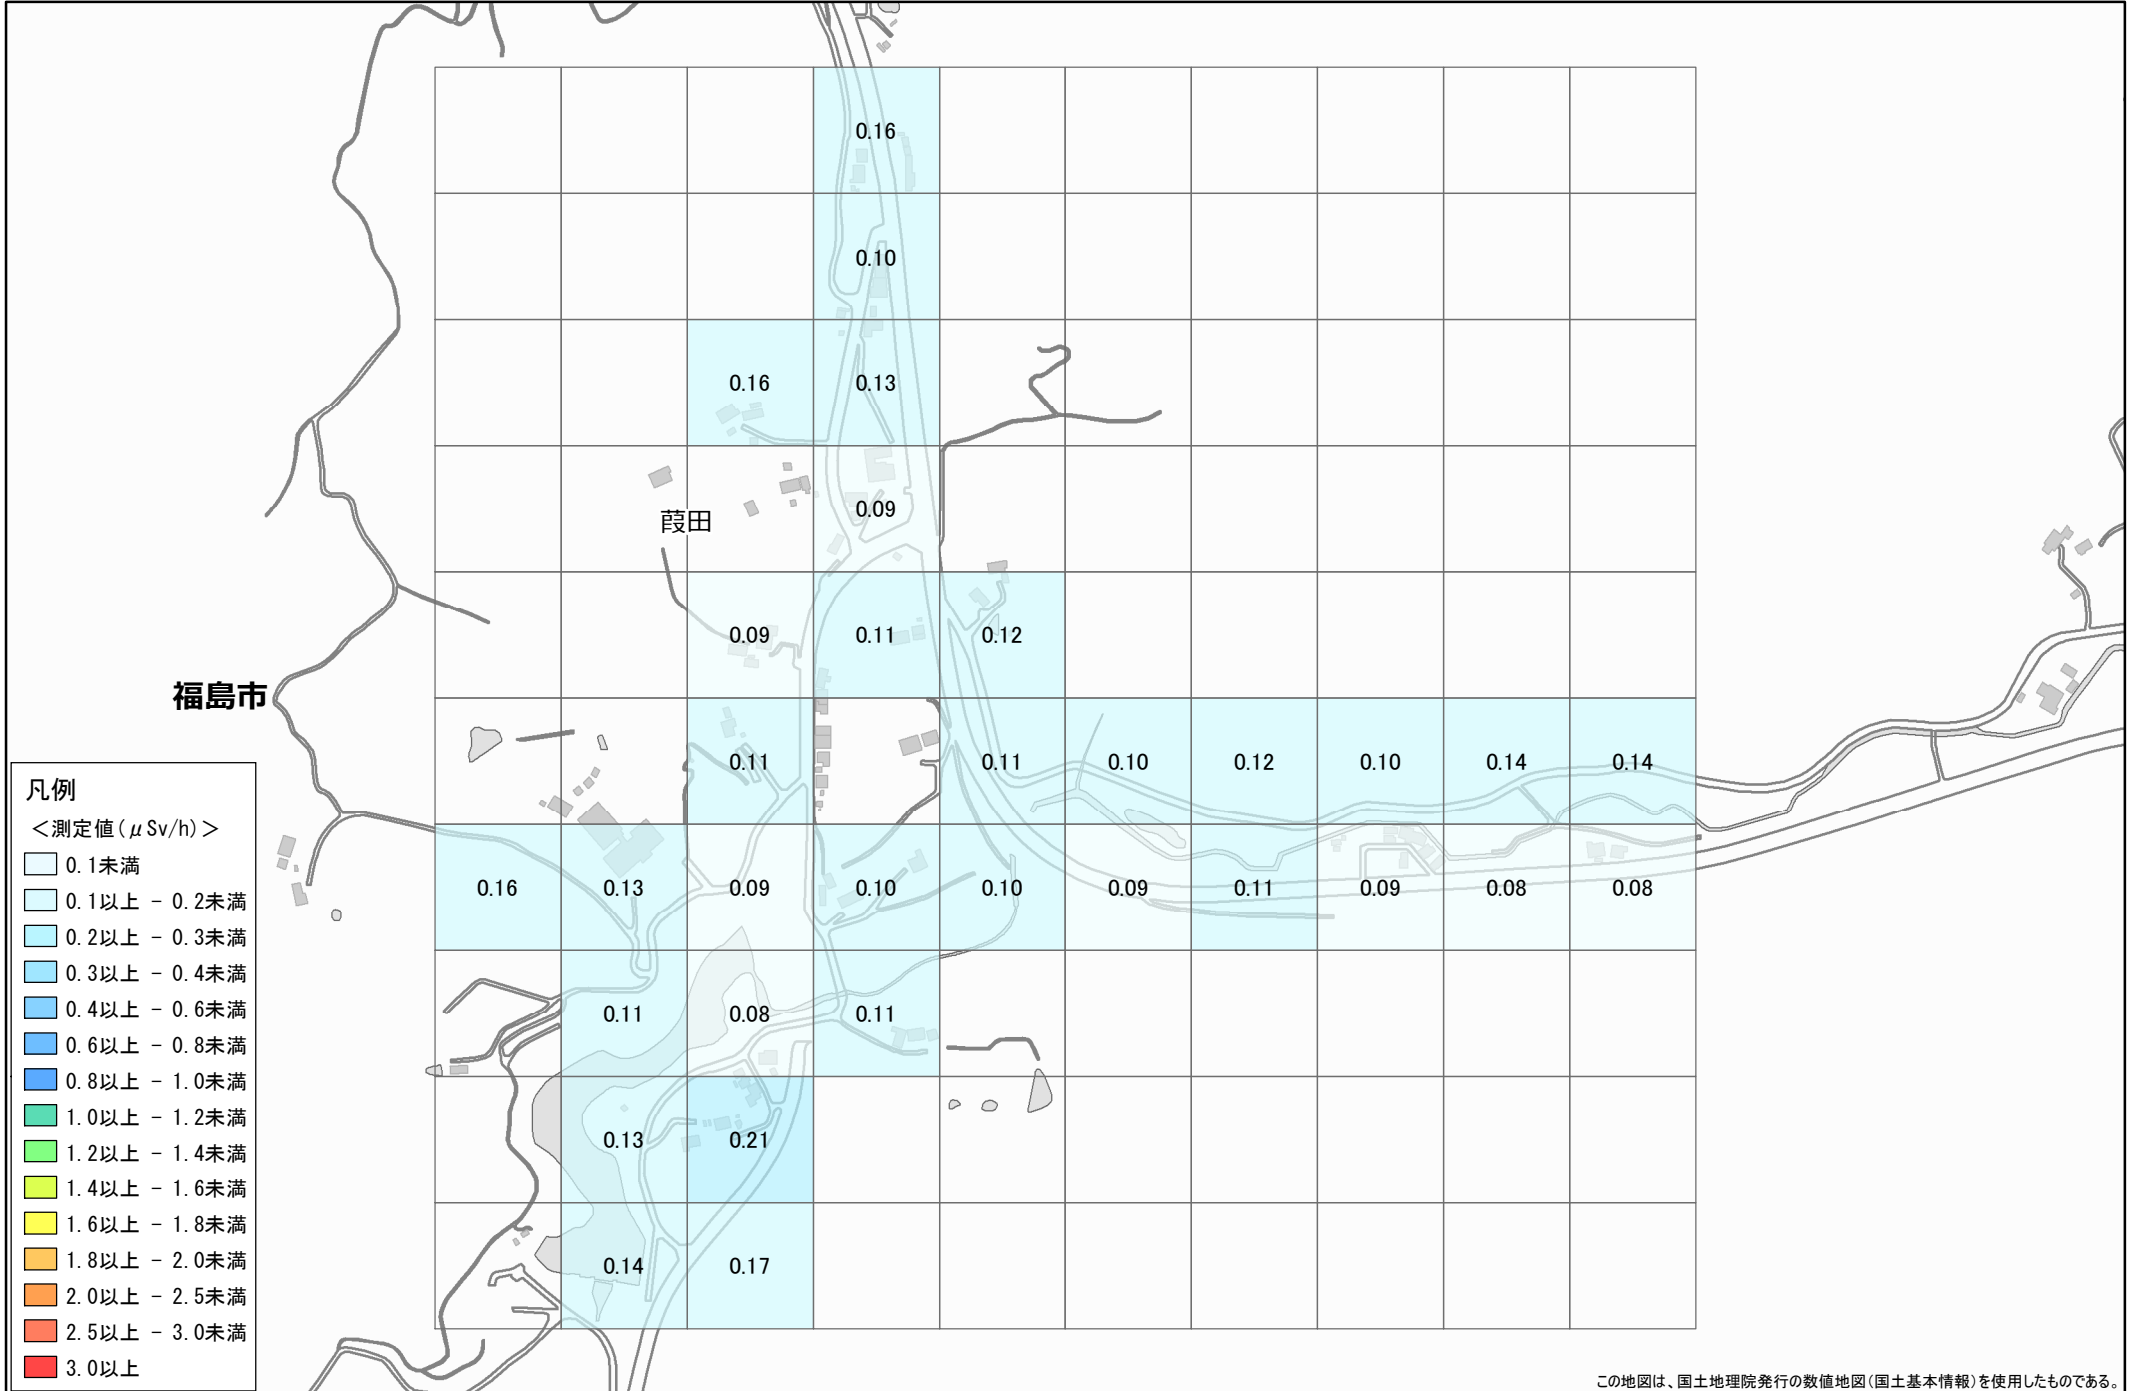 0.16
0.10
0.16 0.13
0.09
葭田
0.09 0.11 0.12
福島市
0.11 0.11 0.10 0.12 0.10 0.14 0.14
0.16 0.13 0.09 0.10 0.10 0.09 0.11 0.09 0.08 0.08
0.11 0.08 0.11
0.13 0.21
0.14 0.17
凡例
<測定値(μSv/h)>
0.1未満
0.1以上 - 0.2未満
0.2以上 - 0.3未満
0.3以上 - 0.4未満
0.4以上 - 0.6未満
0.6以上 - 0.8未満
0.8以上 - 1.0未満
1.0以上 - 1.2未満
1.2以上 - 1.4未満
1.4以上 - 1.6未満
1.6以上 - 1.8未満
1.8以上 - 2.0未満
2.0以上 - 2.5未満
2.5以上 - 3.0未満
3.0以上
この地図は、国土地理院発行の数値地図(国土基本情報)を使用したものである。